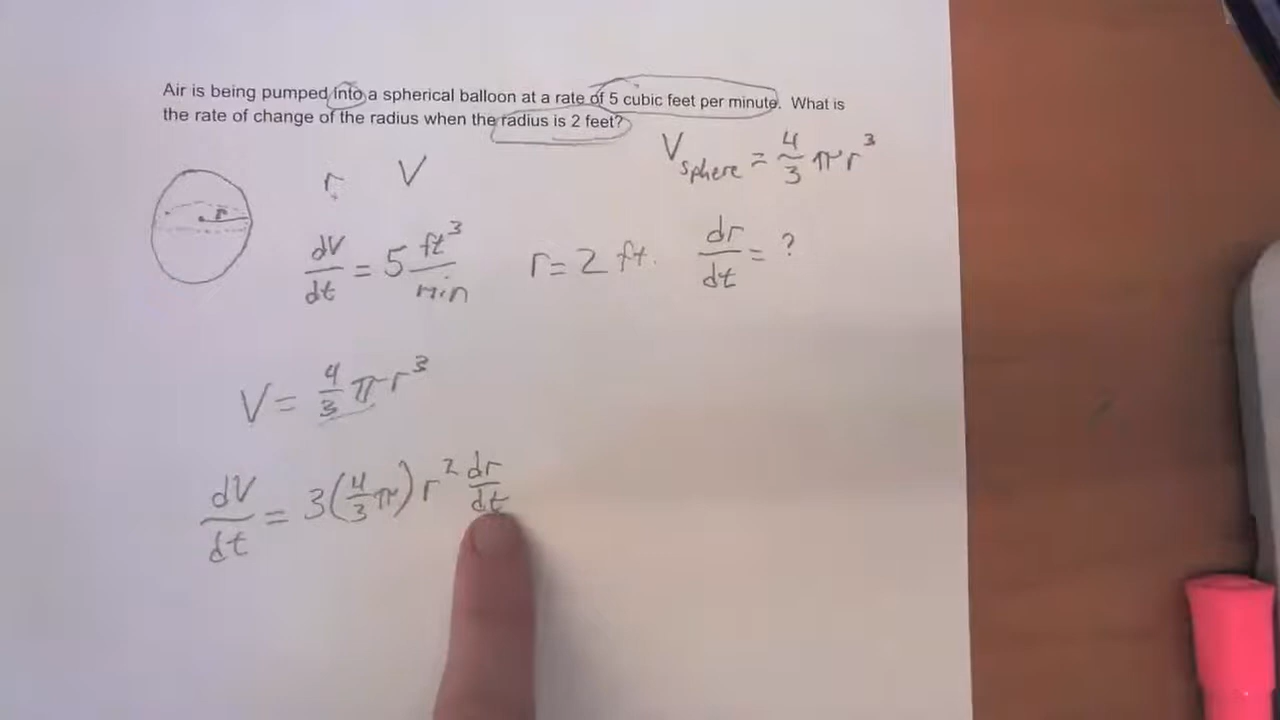 Air is being pumped into a spherical balloon at a rate of 5 cubic feet per minute. What is
the rate of change of the radius when the radius is 2 feet?
V sphere = 4/3 πr³
r V
r
dV/dt = 5 ft³/min r = 2 ft. dr/dt = ?
V = 4/3 πr³
dV/dt = 3(4/3 π) r² dr/dt